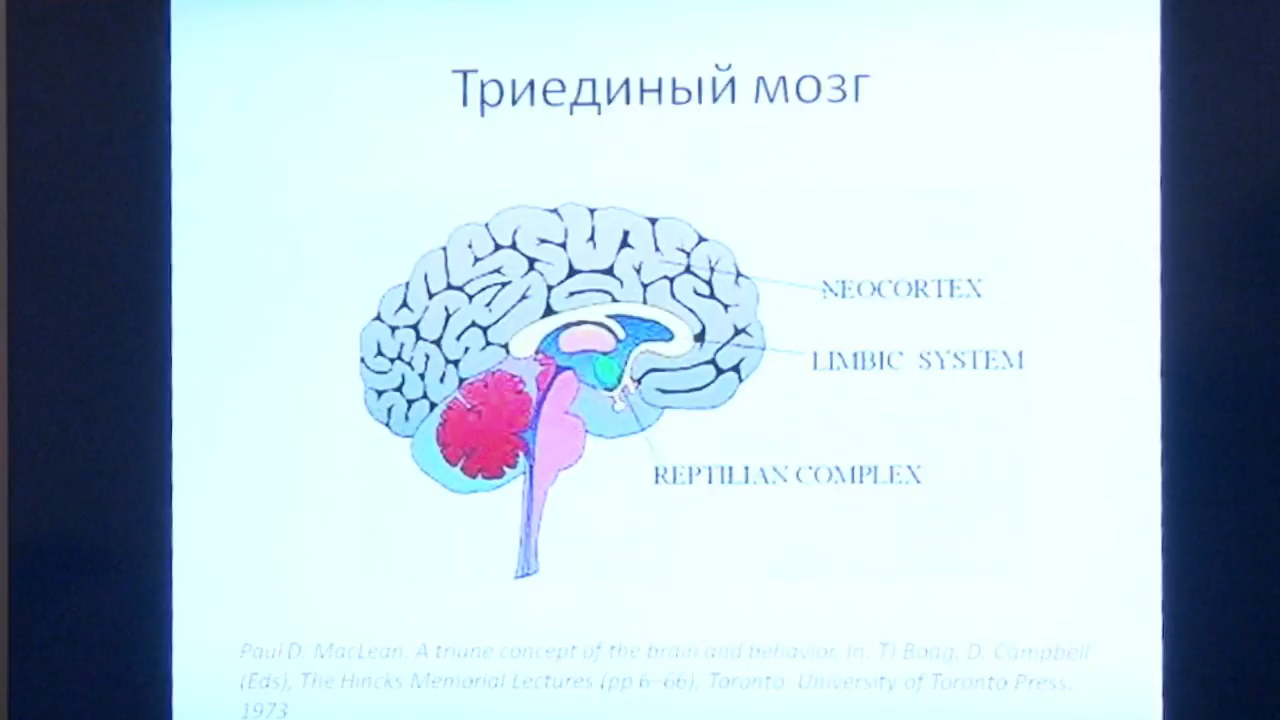 Триединый мозг
NEOCORTEX
LIMBIC SYSTEM
REPTILIAN COMPLEX
Paul D. MacLean. A triune concept of the brain and behavior. In: TJ Boag, D. Campbell
(Eds), The Hincks Memorial Lectures (pp 6–66), Toronto: University of Toronto Press,
1973